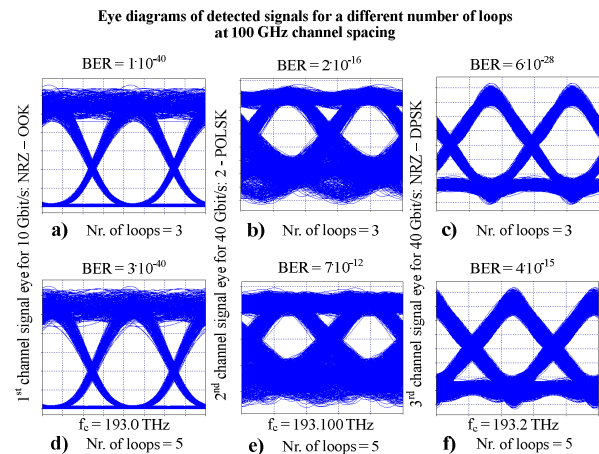 Eye diagrams of detected signals for a different number of loops
at 100 GHz channel spacing
BER = 1·10⁻⁴⁰
BER = 2·10⁻¹⁶
BER = 6·10⁻²⁸
1ˢᵗ channel signal eye for 10 Gbit/s: NRZ – OOK
2ⁿᵈ channel signal eye for 40 Gbit/s: 2 - POLSK
3ʳᵈ channel signal eye for 40 Gbit/s: NRZ – DPSK
a) Nr. of loops = 3
b) Nr. of loops = 3
c) Nr. of loops = 3
BER = 3·10⁻⁴⁰
BER = 7·10⁻¹²
BER = 4·10⁻¹⁵
f_c = 193.0 THz
f_c = 193.100 THz
f_c = 193.2 THz
d) Nr. of loops = 5
e) Nr. of loops = 5
f) Nr. of loops = 5